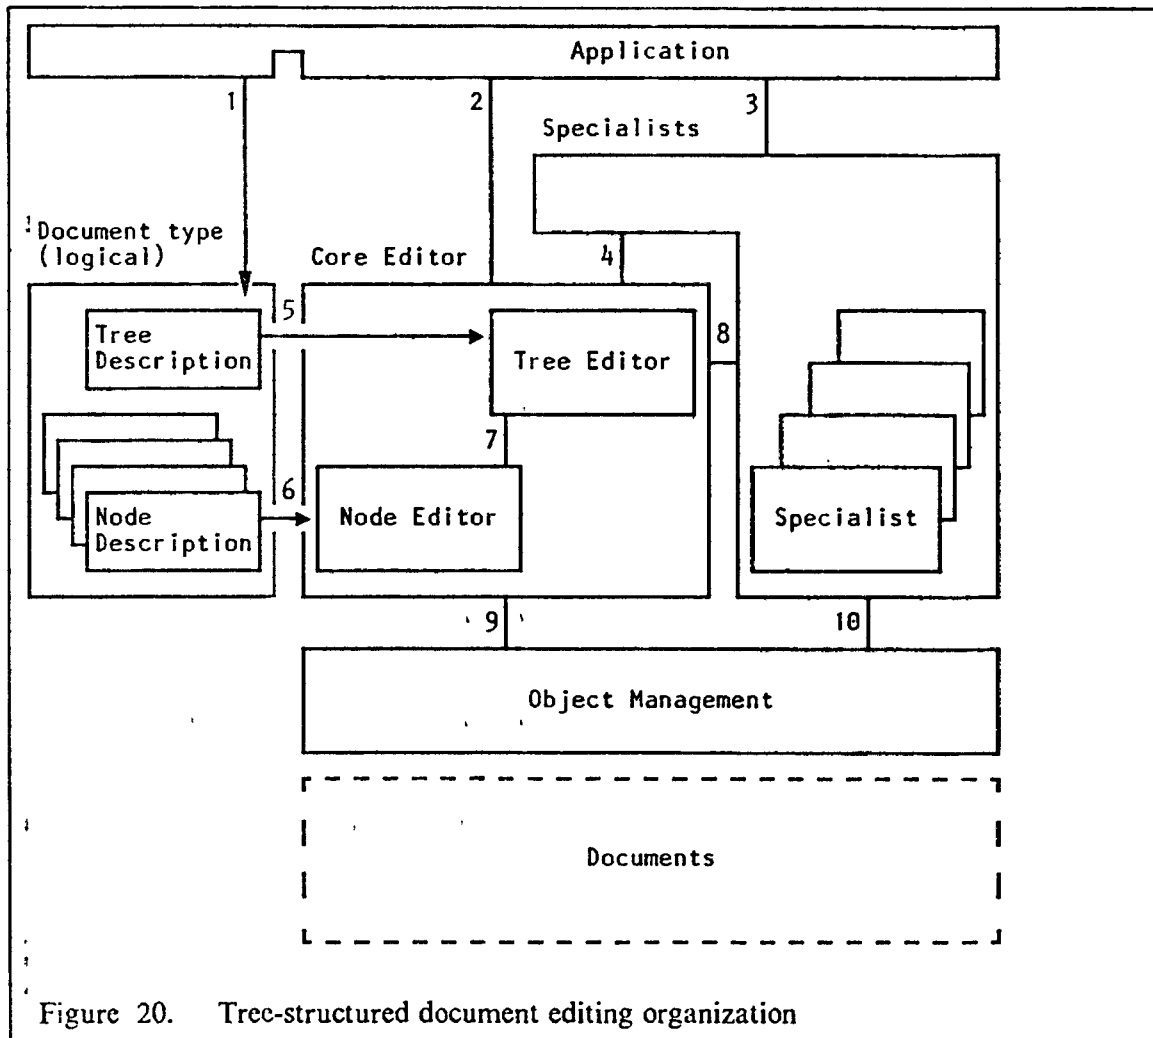 Application
1
2
3
Specialists
Document type
(logical)
Core Editor
4
5
Tree
Description
Tree Editor
8
7
6
Node
Description
Node Editor
Specialist
9
10
Object Management
Documents
Figure 20. Tree-structured document editing organization